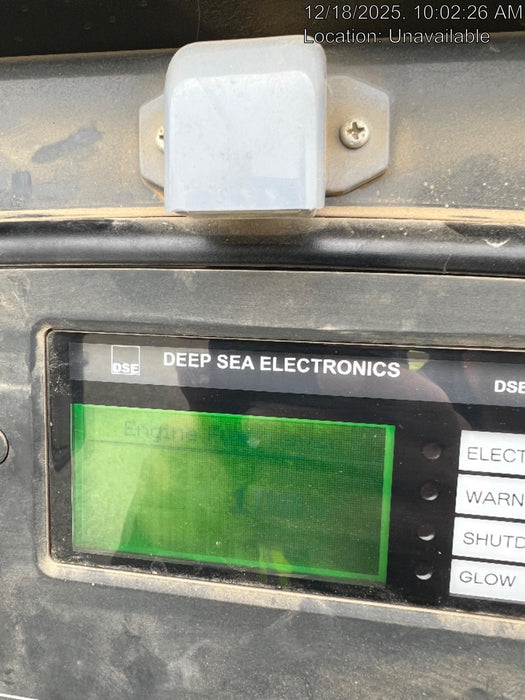 12/18/2025. 10:02:26 AM
Location: Unavailable
DSE
DEEP SEA ELECTRONICS
DSE
Engine
ELECT
WARN
SHUTD
GLOW